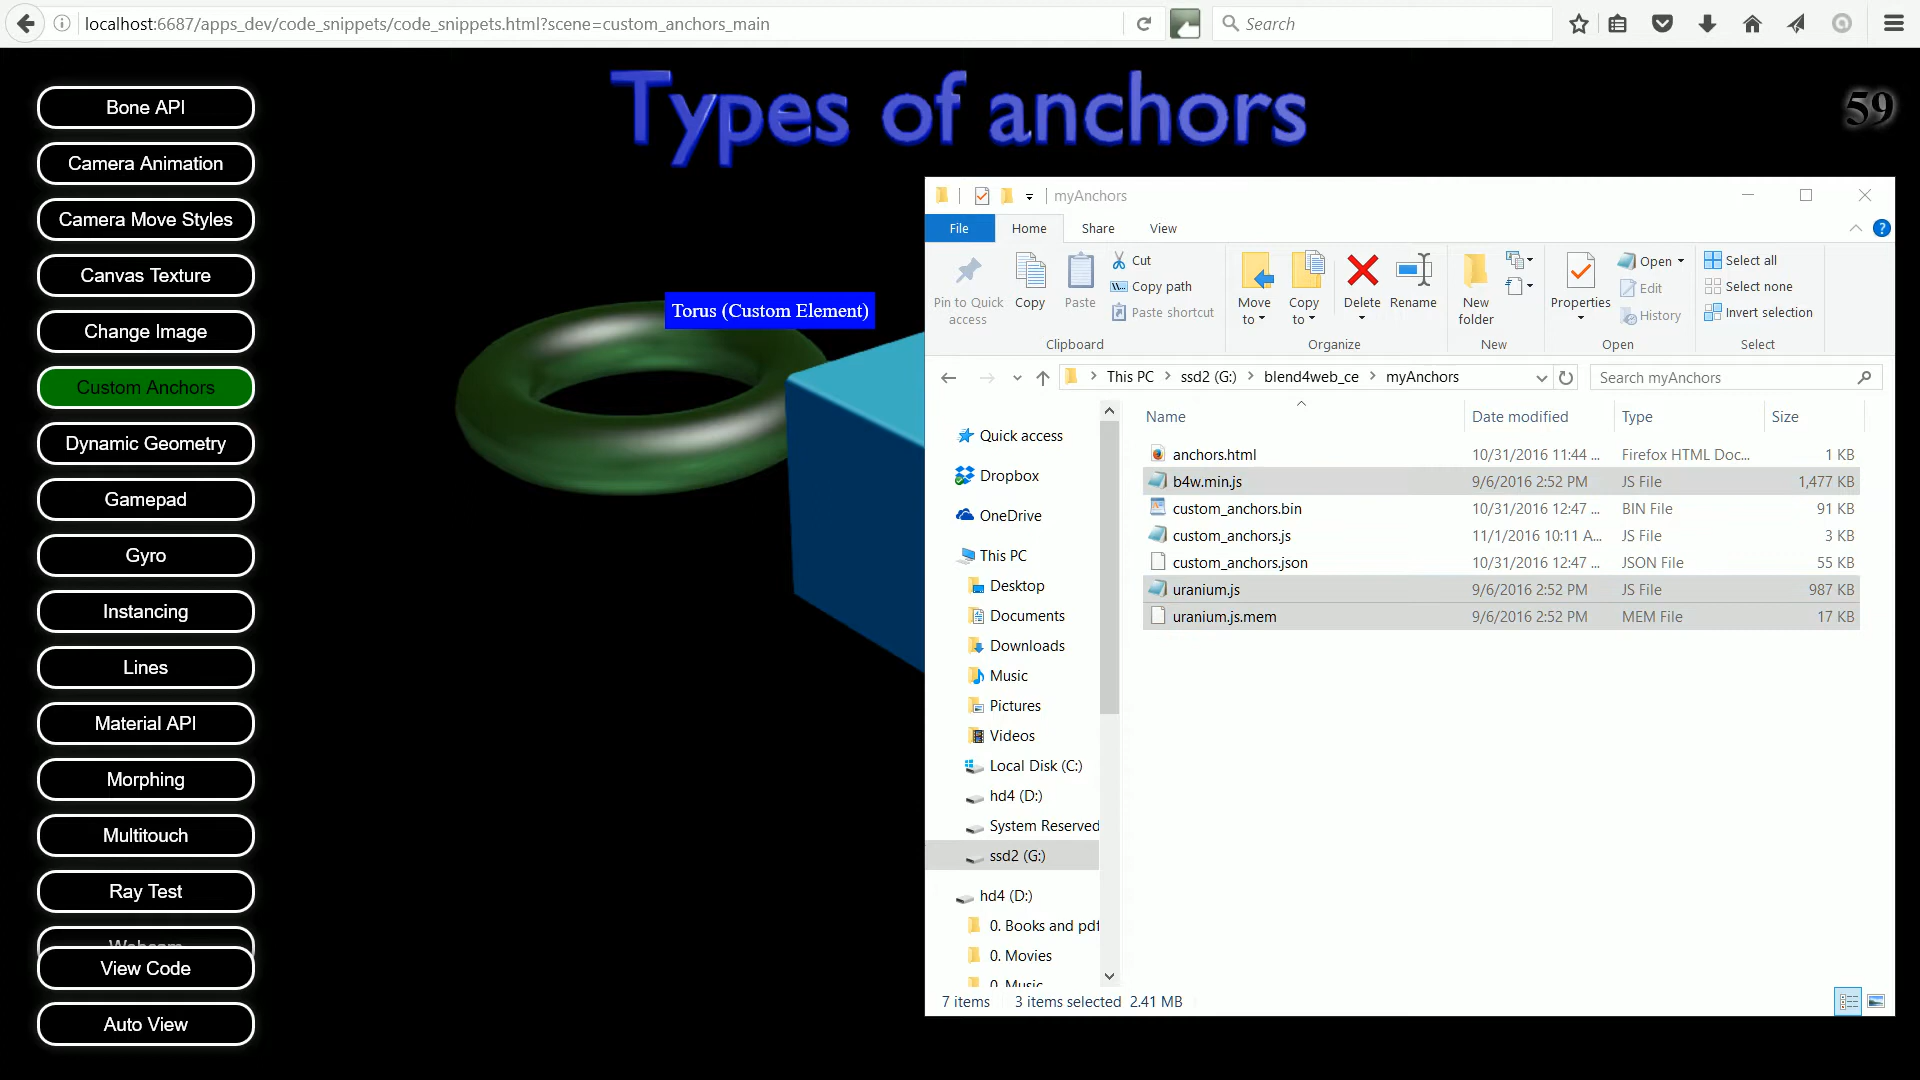 localhost:6687/apps_dev/code_snippets/code_snippets.html?scene=custom_anchors_main
Search
Types of anchors
59
Bone API
Camera Animation
Camera Move Styles
Canvas Texture
Change Image
Custom Anchors
Dynamic Geometry
Gamepad
Gyro
Instancing
Lines
Material API
Morphing
Multitouch
Ray Test
Webcam
View Code
Auto View
Torus (Custom Element)
myAnchors
File
Home
Share
View
Pin to Quick access
Copy
Paste
Cut
Copy path
Paste shortcut
Clipboard
Move to
Copy to
Delete
Rename
Organize
New folder
New
Properties
Open
Edit
History
Open
Select all
Select none
Invert selection
Select
This PC > ssd2 (G:) > blend4web_ce > myAnchors
Search myAnchors
Quick access
Dropbox
OneDrive
This PC
Desktop
Documents
Downloads
Music
Pictures
Videos
Local Disk (C:)
hd4 (D:)
System Reserved
ssd2 (G:)
hd4 (D:)
0. Books and pdf
0. Movies
0. Music
Name Date modified Type Size
anchors.html 10/31/2016 11:44 ... Firefox HTML Doc... 1 KB
b4w.min.js 9/6/2016 2:52 PM JS File 1,477 KB
custom_anchors.bin 10/31/2016 12:47 ... BIN File 91 KB
custom_anchors.js 11/1/2016 10:11 A... JS File 3 KB
custom_anchors.json 10/31/2016 12:47 ... JSON File 55 KB
uranium.js 9/6/2016 2:52 PM JS File 987 KB
uranium.js.mem 9/6/2016 2:52 PM MEM File 17 KB
7 items 3 items selected 2.41 MB